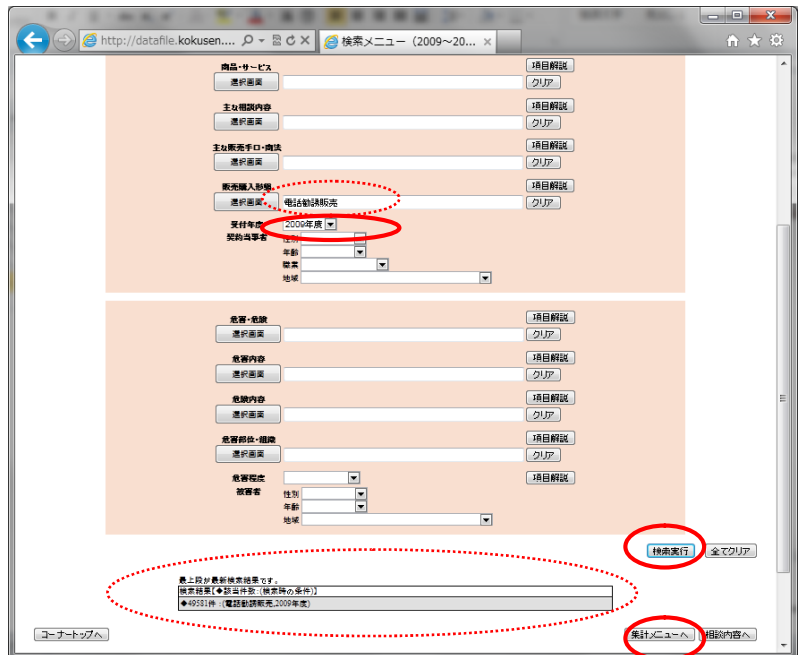 http://datafile.kokusen....
検索メニュー（2009～20...
商品・サービス 項目解説
選択画面 クリア
主な相談内容 項目解説
選択画面 クリア
主な販売手口・商法 項目解説
選択画面 クリア
販売購入形態 項目解説
選択画面 電話勧誘販売 クリア
受付年度 2009年度
契約当事者 性別
年齢
職業
地域
危害・危険 項目解説
選択画面 クリア
危害内容 項目解説
選択画面 クリア
危険内容 項目解説
選択画面 クリア
危害部位・組織 項目解説
選択画面 クリア
危害程度 項目解説
被害者 性別
年齢
地域
検索実行 全てクリア
最上段が最新検索結果です。
検索結果【◆該当件数:(検索時の条件)】
◆49581件:(電話勧誘販売,2009年度)
コーナートップへ 集計メニューへ 相談内容へ